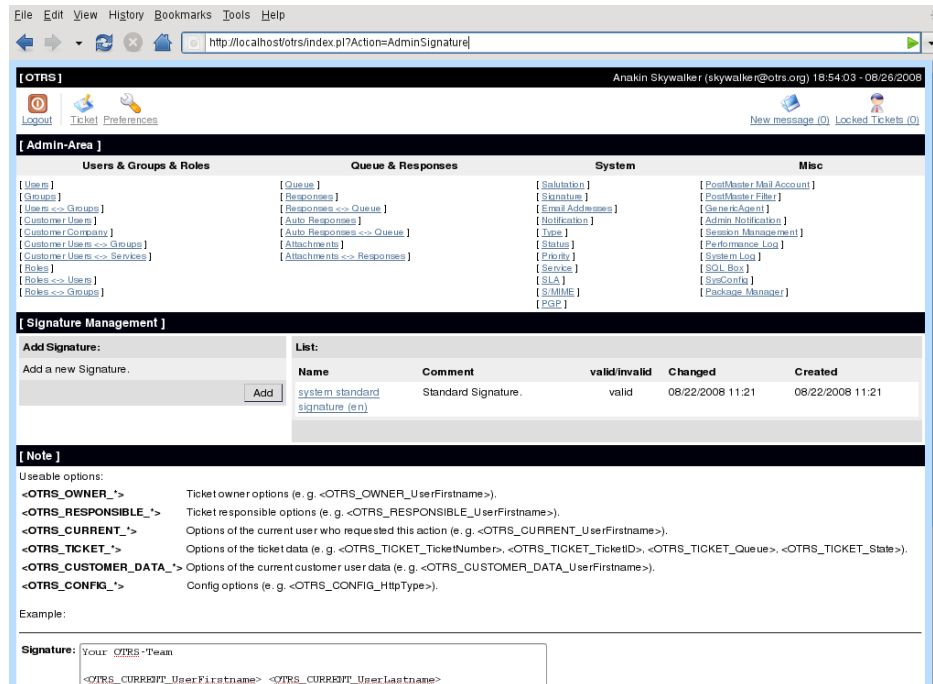 File Edit View History Bookmarks Tools Help
http://localhost/otrs/index.pl?Action=AdminSignature
[ OTRS ] Anakin Skywalker (skywalker@otrs.org) 18:54:03 - 08/26/2008
Logout Ticket Preferences New message (0) Locked Tickets (0)
[ Admin-Area ]
Users & Groups & Roles Queue & Responses System Misc
[ Users ] [ Queue ] [ Salutation ] [ PostMaster Mail Account ]
[ Groups ] [ Responses ] [ Signature ] [ PostMaster Filter ]
[ Users <-> Groups ] [ Responses <-> Queue ] [ Email Addresses ] [ GenericAgent ]
[ Customer Users ] [ Auto Responses ] [ Notification ] [ Admin Notification ]
[ Customer Company ] [ Auto Responses <-> Queue ] [ Type ] [ Session Management ]
[ Customer Users <-> Groups ] [ Attachments ] [ Status ] [ Performance Log ]
[ Customer Users <-> Services ] [ Attachments <-> Responses ] [ Priority ] [ System Log ]
[ Roles ] [ Service ] [ SQL Box ]
[ Roles <-> Users ] [ SLA ] [ SysConfig ]
[ Roles <-> Groups ] [ S/MIME ] [ Package Manager ]
[ PGP ]
[ Signature Management ]
Add Signature: List:
Add a new Signature. Name Comment valid/invalid Changed Created
Add system standard Standard Signature. valid 08/22/2008 11:21 08/22/2008 11:21
signature (en)
[ Note ]
Useable options:
<OTRS_OWNER_*> Ticket owner options (e. g. <OTRS_OWNER_UserFirstname>).
<OTRS_RESPONSIBLE_*> Ticket responsible options (e. g. <OTRS_RESPONSIBLE_UserFirstname>).
<OTRS_CURRENT_*> Options of the current user who requested this action (e. g. <OTRS_CURRENT_UserFirstname>).
<OTRS_TICKET_*> Options of the ticket data (e. g. <OTRS_TICKET_TicketNumber>, <OTRS_TICKET_TicketID>, <OTRS_TICKET_Queue>, <OTRS_TICKET_State>).
<OTRS_CUSTOMER_DATA_*> Options of the current customer user data (e. g. <OTRS_CUSTOMER_DATA_UserFirstname>).
<OTRS_CONFIG_*> Config options (e. g. <OTRS_CONFIG_HttpType>).
Example:
Signature: Your OTRS-Team
<OTRS_CURRENT_UserFirstname> <OTRS_CURRENT_UserLastname>